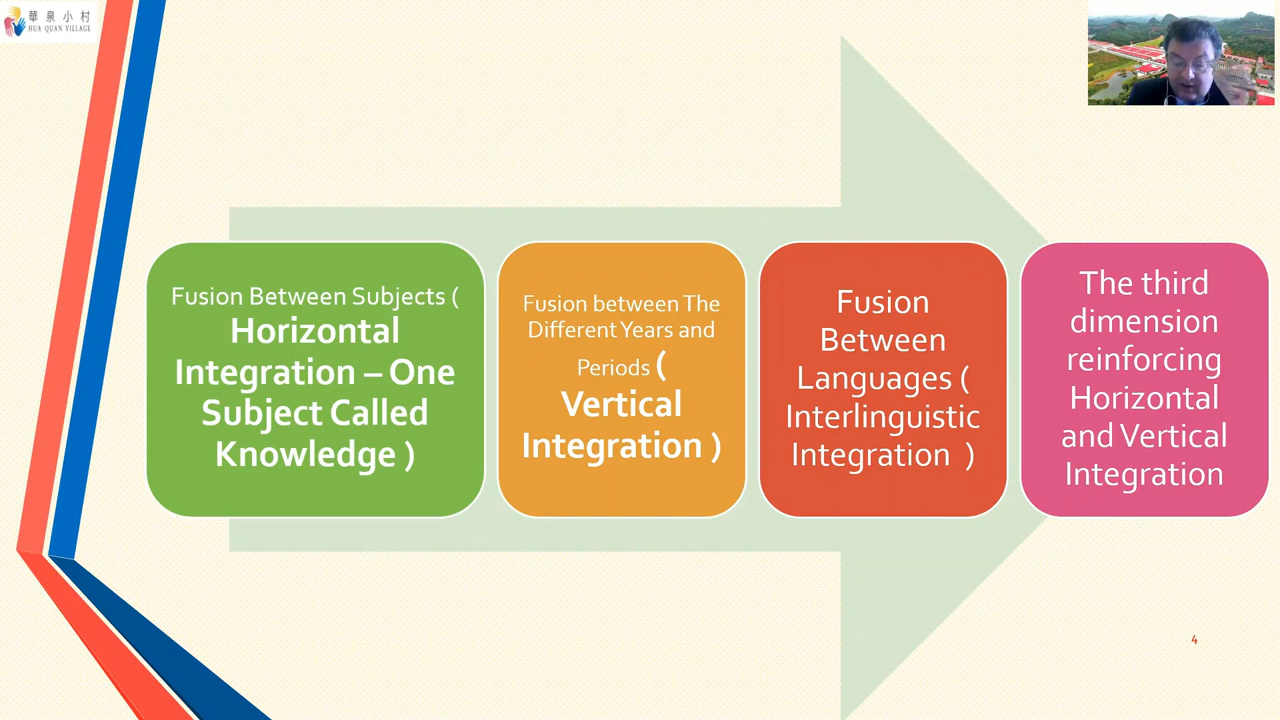 華泉小村
HUA QUAN VILLAGE
Fusion Between Subjects (
Horizontal
Integration – One
Subject Called
Knowledge )
Fusion between The
Different Years and
Periods (
Vertical
Integration )
Fusion
Between
Languages (
Interlinguistic
Integration )
The third
dimension
reinforcing
Horizontal
and Vertical
Integration
4